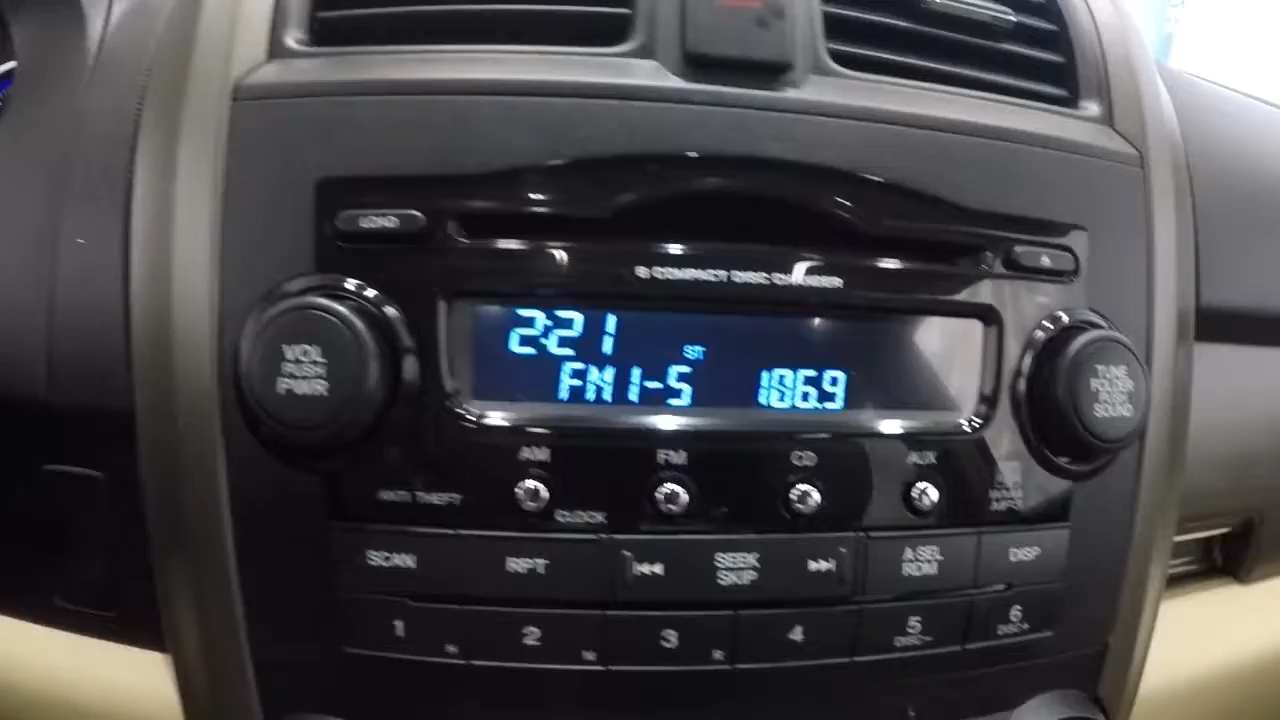 LOAD
6 COMPACT DISC CHANGER
2:21
ST
FM1-5 106.9
VOL
PUSH
PWR
TUNE
FOLDER
PUSH
SOUND
AM FM CD AUX
ANTI THEFT
CLOCK
SCAN RPT SEEK
SKIP
A SEL
RDM
DISP
1 2 3 4 5 6
DISC- DISC+